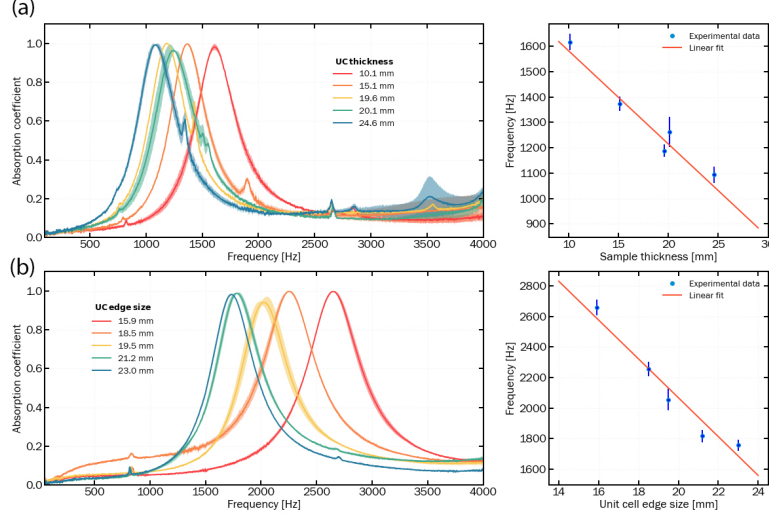 (a)
1.0
0.8
0.6
0.4
0.2
0.0
Absorption coefficient
UC thickness
10.1 mm
15.1 mm
19.6 mm
20.1 mm
24.6 mm
500 1000 1500 2000 2500 3000 3500 4000
Frequency [Hz]
1600
1500
1400
1300
1200
1100
1000
900
Frequency [Hz]
Experimental data
Linear fit
10 15 20 25 30
Sample thickness [mm]
(b)
1.0
0.8
0.6
0.4
0.2
0.0
Absorption coefficient
UC edge size
15.9 mm
18.5 mm
19.5 mm
21.2 mm
23.0 mm
500 1000 1500 2000 2500 3000 3500 4000
Frequency [Hz]
2800
2600
2400
2200
2000
1800
1600
Frequency [Hz]
Experimental data
Linear fit
14 16 18 20 22 24
Unit cell edge size [mm]